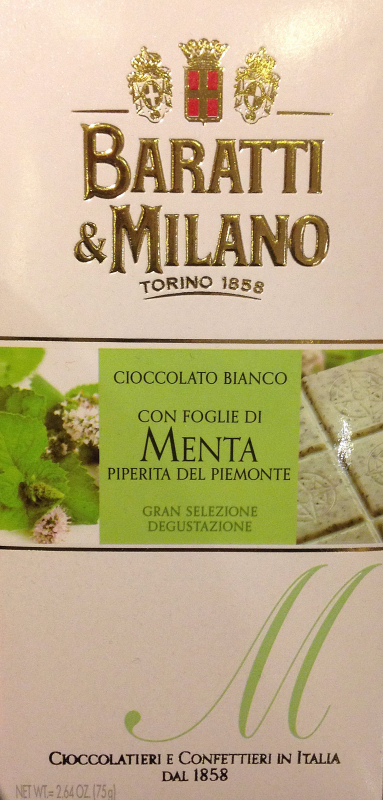 BARATTI
& MILANO
TORINO 1858
CIOCCOLATO BIANCO
CON FOGLIE DI
MENTA
PIPERITA DEL PIEMONTE
GRAN SELEZIONE
DEGUSTAZIONE
M
CIOCCOLATIERI E CONFETTIERI IN ITALIA
DAL 1858
NET WT.= 2.64 OZ. (75g)